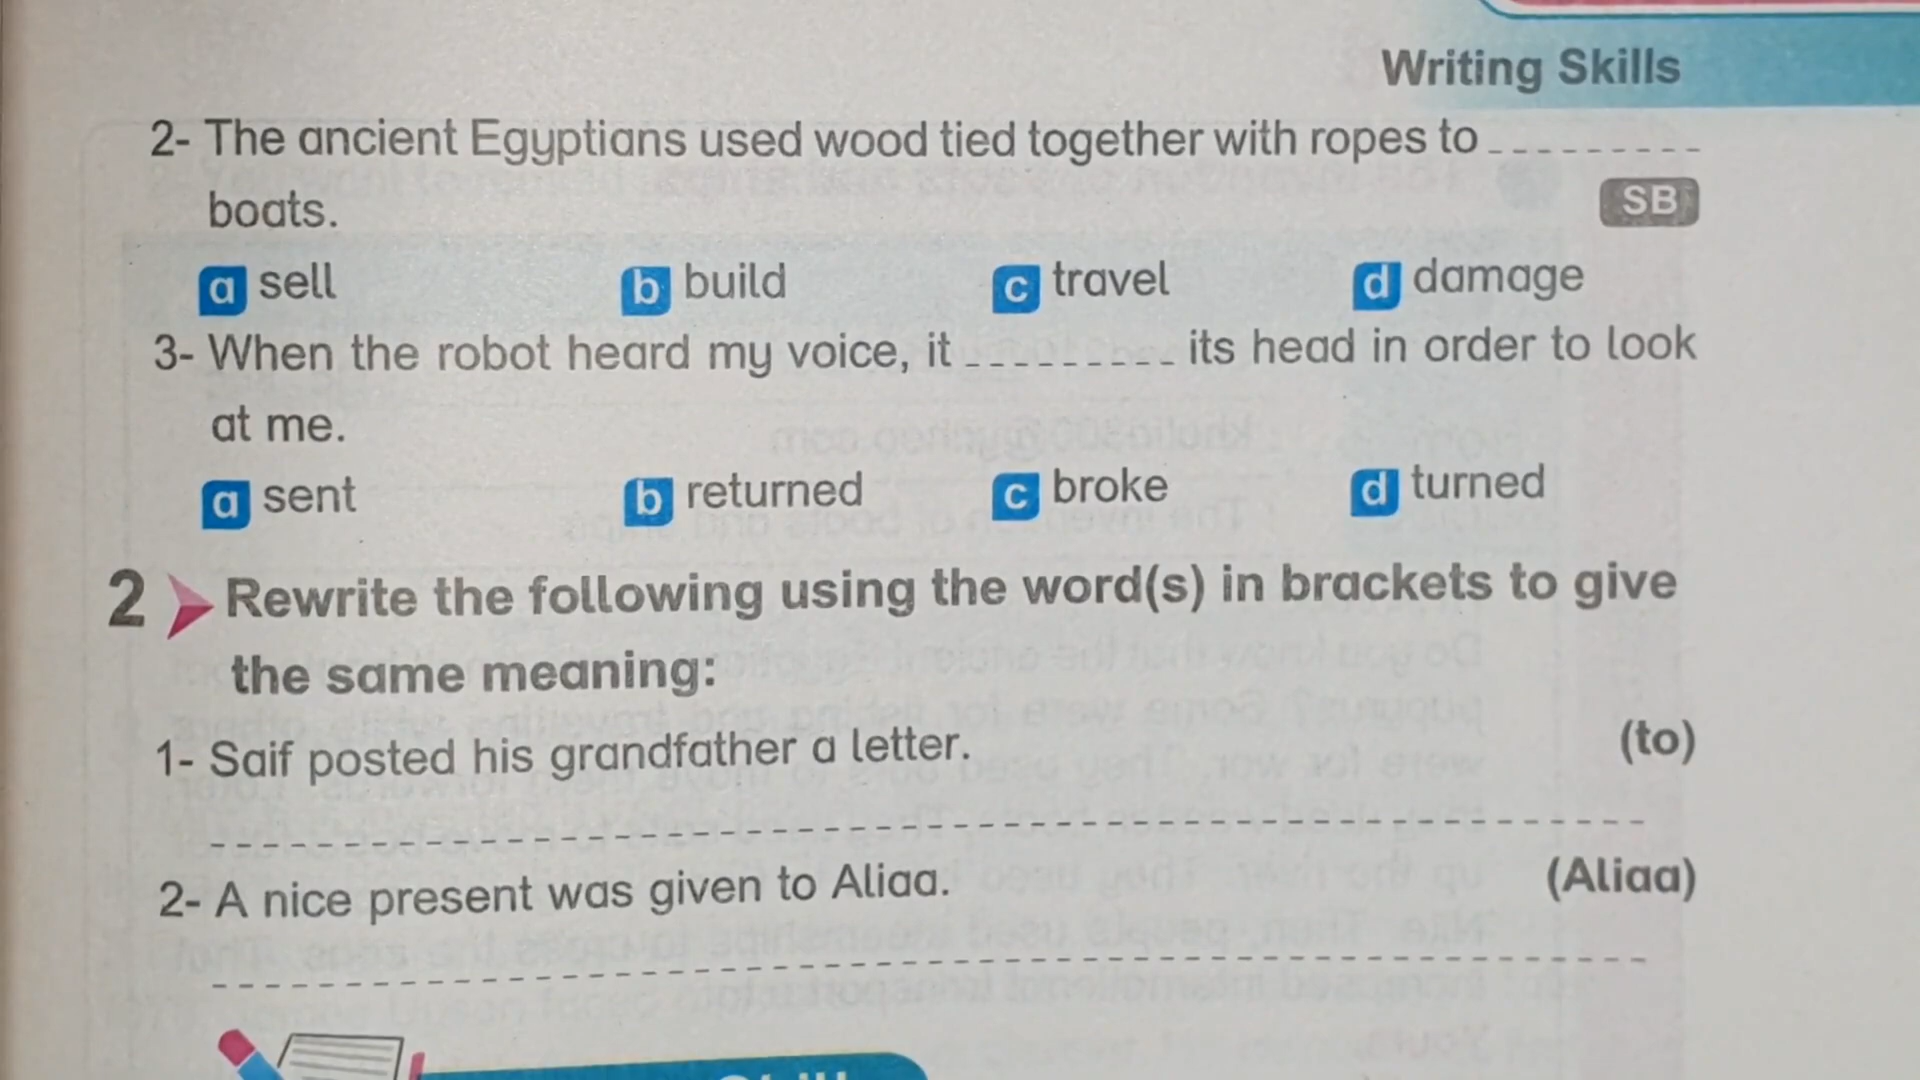 Writing Skills
2- The ancient Egyptians used wood tied together with ropes to ---------
boats. SB
a sell b build c travel d damage
3- When the robot heard my voice, it --------- its head in order to look
at me.
a sent b returned c broke d turned
2 Rewrite the following using the word(s) in brackets to give
the same meaning:
1- Saif posted his grandfather a letter. (to)
2- A nice present was given to Aliaa. (Aliaa)